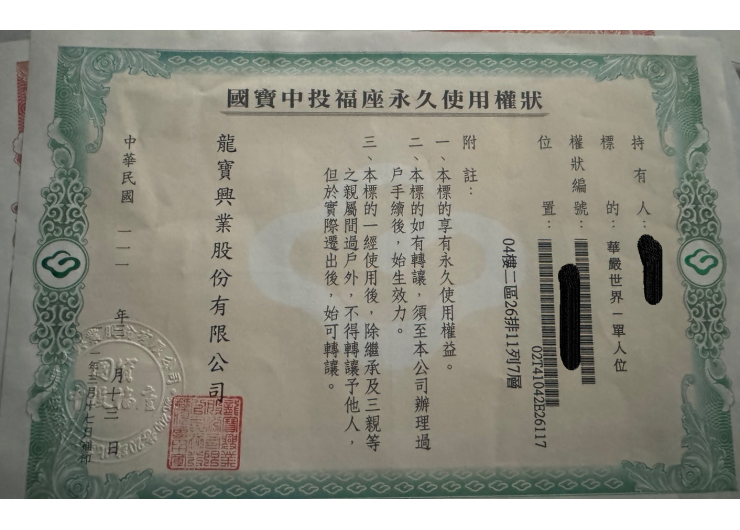 國寶中投福座永久使用權狀
持有人：
標的：華嚴世界－單人位
權狀編號：
02T41042E26117
位置：
04樓二區26排11列7層
附註：
一、本標的享有永久使用權益。
二、本標的如有轉讓，須至本公司辦理過
戶手續後，始生效力。
三、本標的一經使用後，除繼承及三親等
之親屬間過戶外，不得轉讓予他人，
但於實際遷出後，始可轉讓。
龍寶興業股份有限公司
中華民國一一一年三月十二日